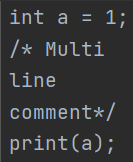 int a = 1;
/* Multi
line
comment*/
print(a);